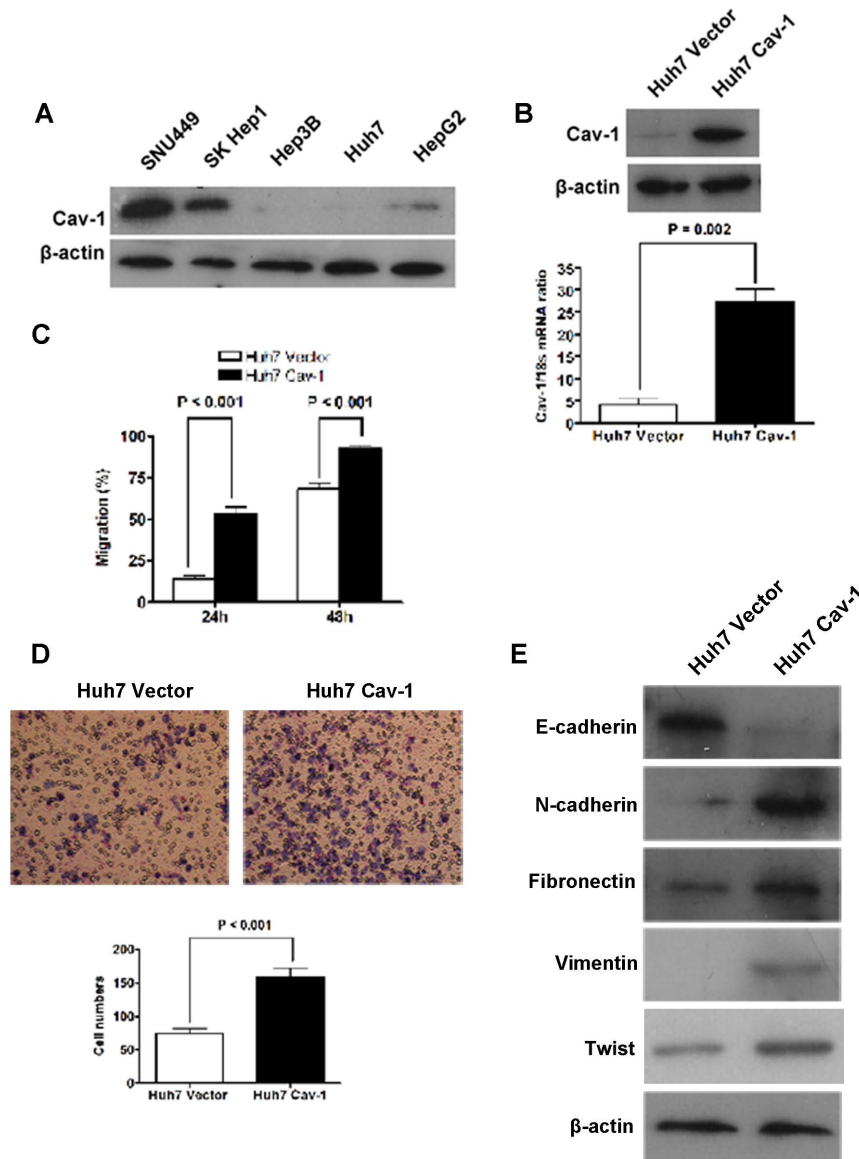 A
SNU449
SK Hep1
Hep3B
Huh7
HepG2
Cav-1
β-actin
B
Huh7 Vector
Huh7 Cav-1
Cav-1
β-actin
P = 0.002
35
30
25
20
15
10
5
0
Cav-1/18s mRNA ratio
Huh7 Vector
Huh7 Cav-1
C
Huh7 Vector
Huh7 Cav-1
P < 0.001
P < 0.001
100
75
50
25
0
Migration (%)
24h
48h
D
Huh7 Vector
Huh7 Cav-1
P < 0.001
200
150
100
50
0
Cell numbers
Huh7 Vector
Huh7 Cav-1
E
Huh7 Vector
Huh7 Cav-1
E-cadherin
N-cadherin
Fibronectin
Vimentin
Twist
β-actin